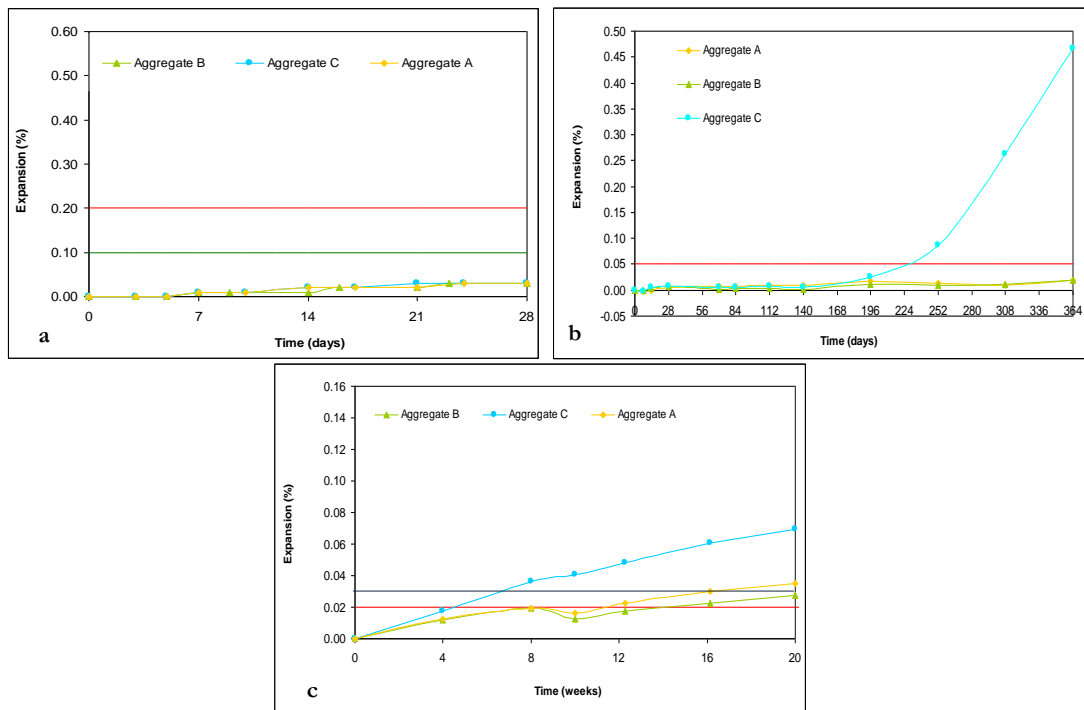 0.60
0.50
0.40
0.30
0.20
0.10
0.00
Expansion (%)
Aggregate B Aggregate C Aggregate A
0 7 14 21 28
Time (days)
a
0.50
0.45
0.40
0.35
0.30
0.25
0.20
0.15
0.10
0.05
0.00
-0.05
Expansion (%)
Aggregate A
Aggregate B
Aggregate C
0 28 56 84 112 140 168 196 224 252 280 308 336 364
Time (days)
b
0.16
0.14
0.12
0.10
0.08
0.06
0.04
0.02
0.00
Expansion (%)
Aggregate B Aggregate C Aggregate A
0 4 8 12 16 20
Time (weeks)
c